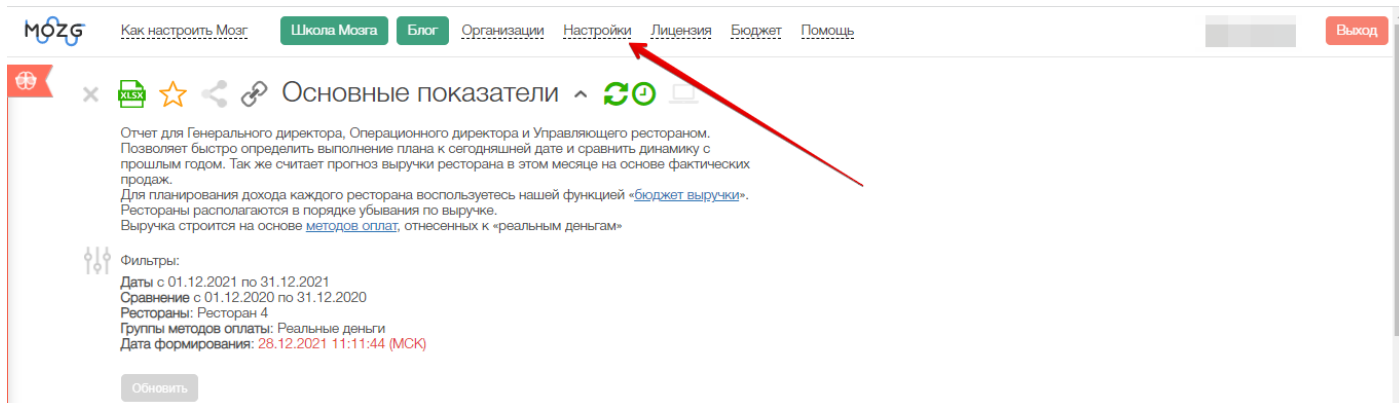 MOZG Как настроить Мозг Школа Мозга Блог Организации Настройки Лицензия Бюджет Помощь Выход
XLSX Основные показатели
Отчет для Генерального директора, Операционного директора и Управляющего рестораном.
Позволяет быстро определить выполнение плана к сегодняшней дате и сравнить динамику с
прошлым годом. Так же считает прогноз выручки ресторана в этом месяце на основе фактических
продаж.
Для планирования дохода каждого ресторана воспользуетесь нашей функцией «бюджет выручки».
Рестораны располагаются в порядке убывания по выручке.
Выручка строится на основе методов оплат, отнесенных к «реальным деньгам»
Фильтры:
Даты с 01.12.2021 по 31.12.2021
Сравнение с 01.12.2020 по 31.12.2020
Рестораны: Ресторан 4
Группы методов оплаты: Реальные деньги
Дата формирования: 28.12.2021 11:11:44 (МСК)
Обновить